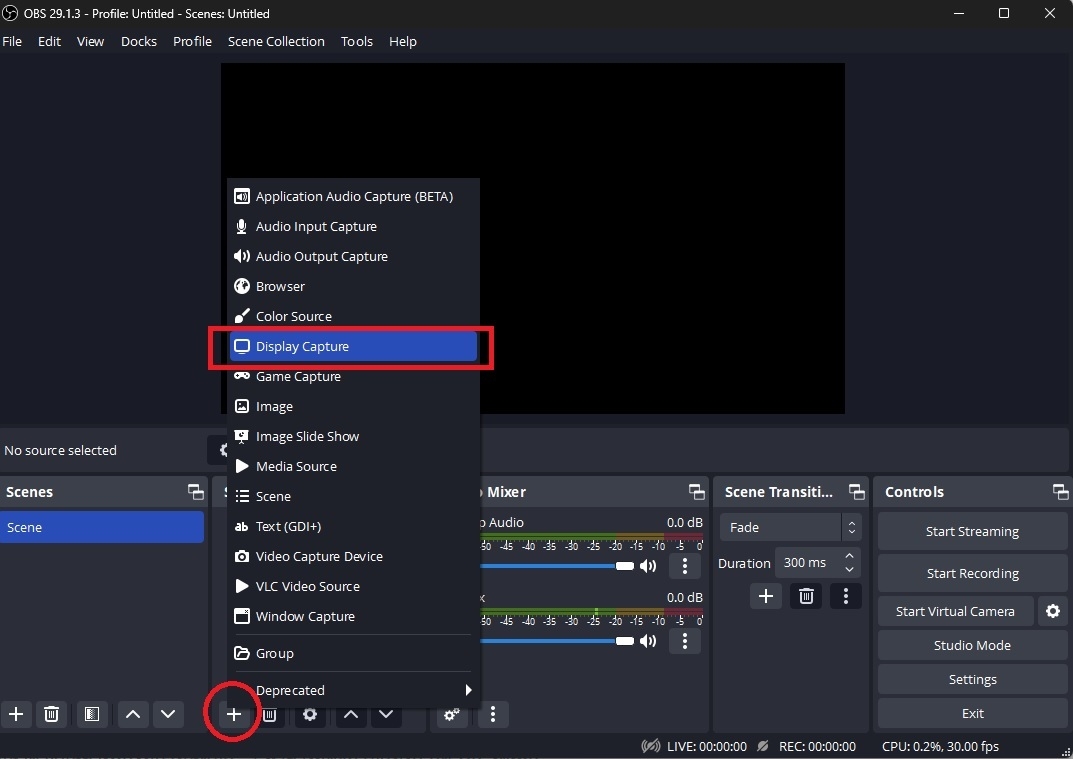 OBS 29.1.3 - Profile: Untitled - Scenes: Untitled
File Edit View Docks Profile Scene Collection Tools Help
Application Audio Capture (BETA)
Audio Input Capture
Audio Output Capture
Browser
Color Source
Display Capture
Game Capture
Image
Image Slide Show
Media Source
Scene
ab Text (GDI+)
Video Capture Device
VLC Video Source
Window Capture
Group
Deprecated
No source selected
Scenes
Scene
Mixer
Audio 0.0 dB
-45 -40 -35 -30 -25 -20 -15 -10 -5 0
0.0 dB
-45 -40 -35 -30 -25 -20 -15 -10 -5 0
Scene Transiti...
Fade
Duration 300 ms
Controls
Start Streaming
Start Recording
Start Virtual Camera
Studio Mode
Settings
Exit
LIVE: 00:00:00 REC: 00:00:00 CPU: 0.2%, 30.00 fps